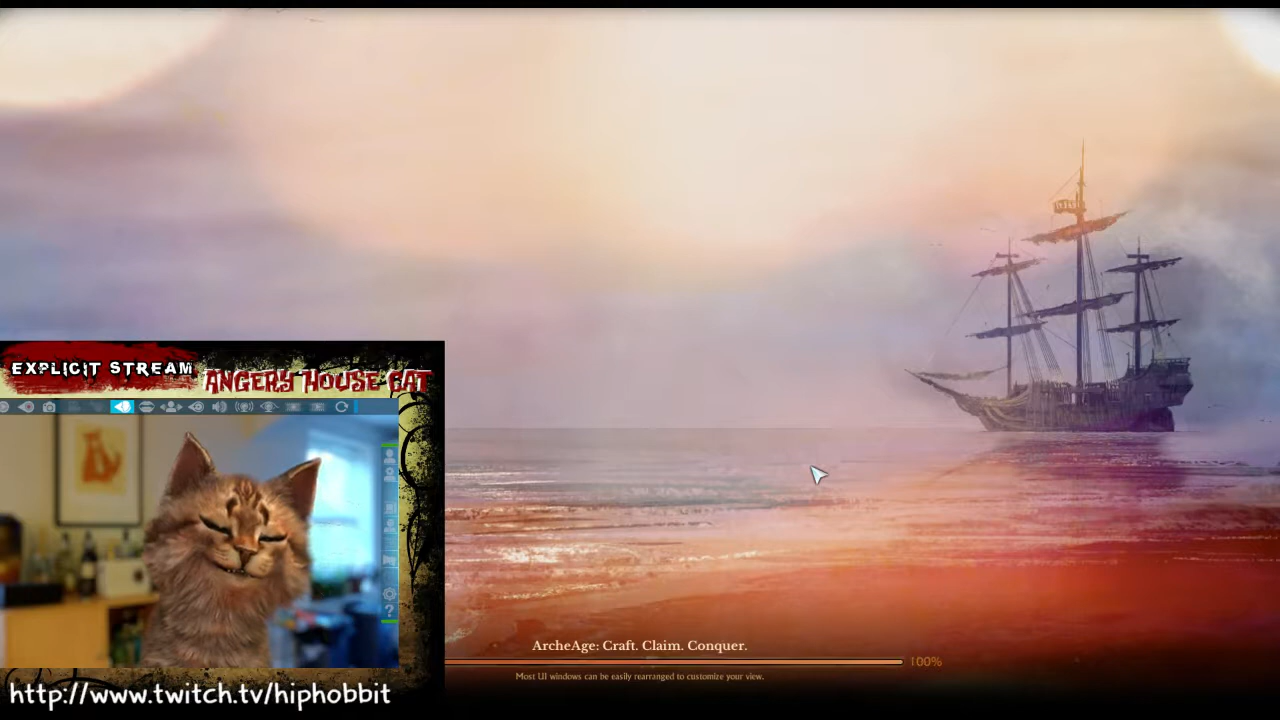 EXPLICIT STREAM
ANGERY HOUSE CAT
ArcheAge: Craft. Claim. Conquer.
100%
Most UI windows can be easily rearranged to customize your view.
http://www.twitch.tv/hiphobbit